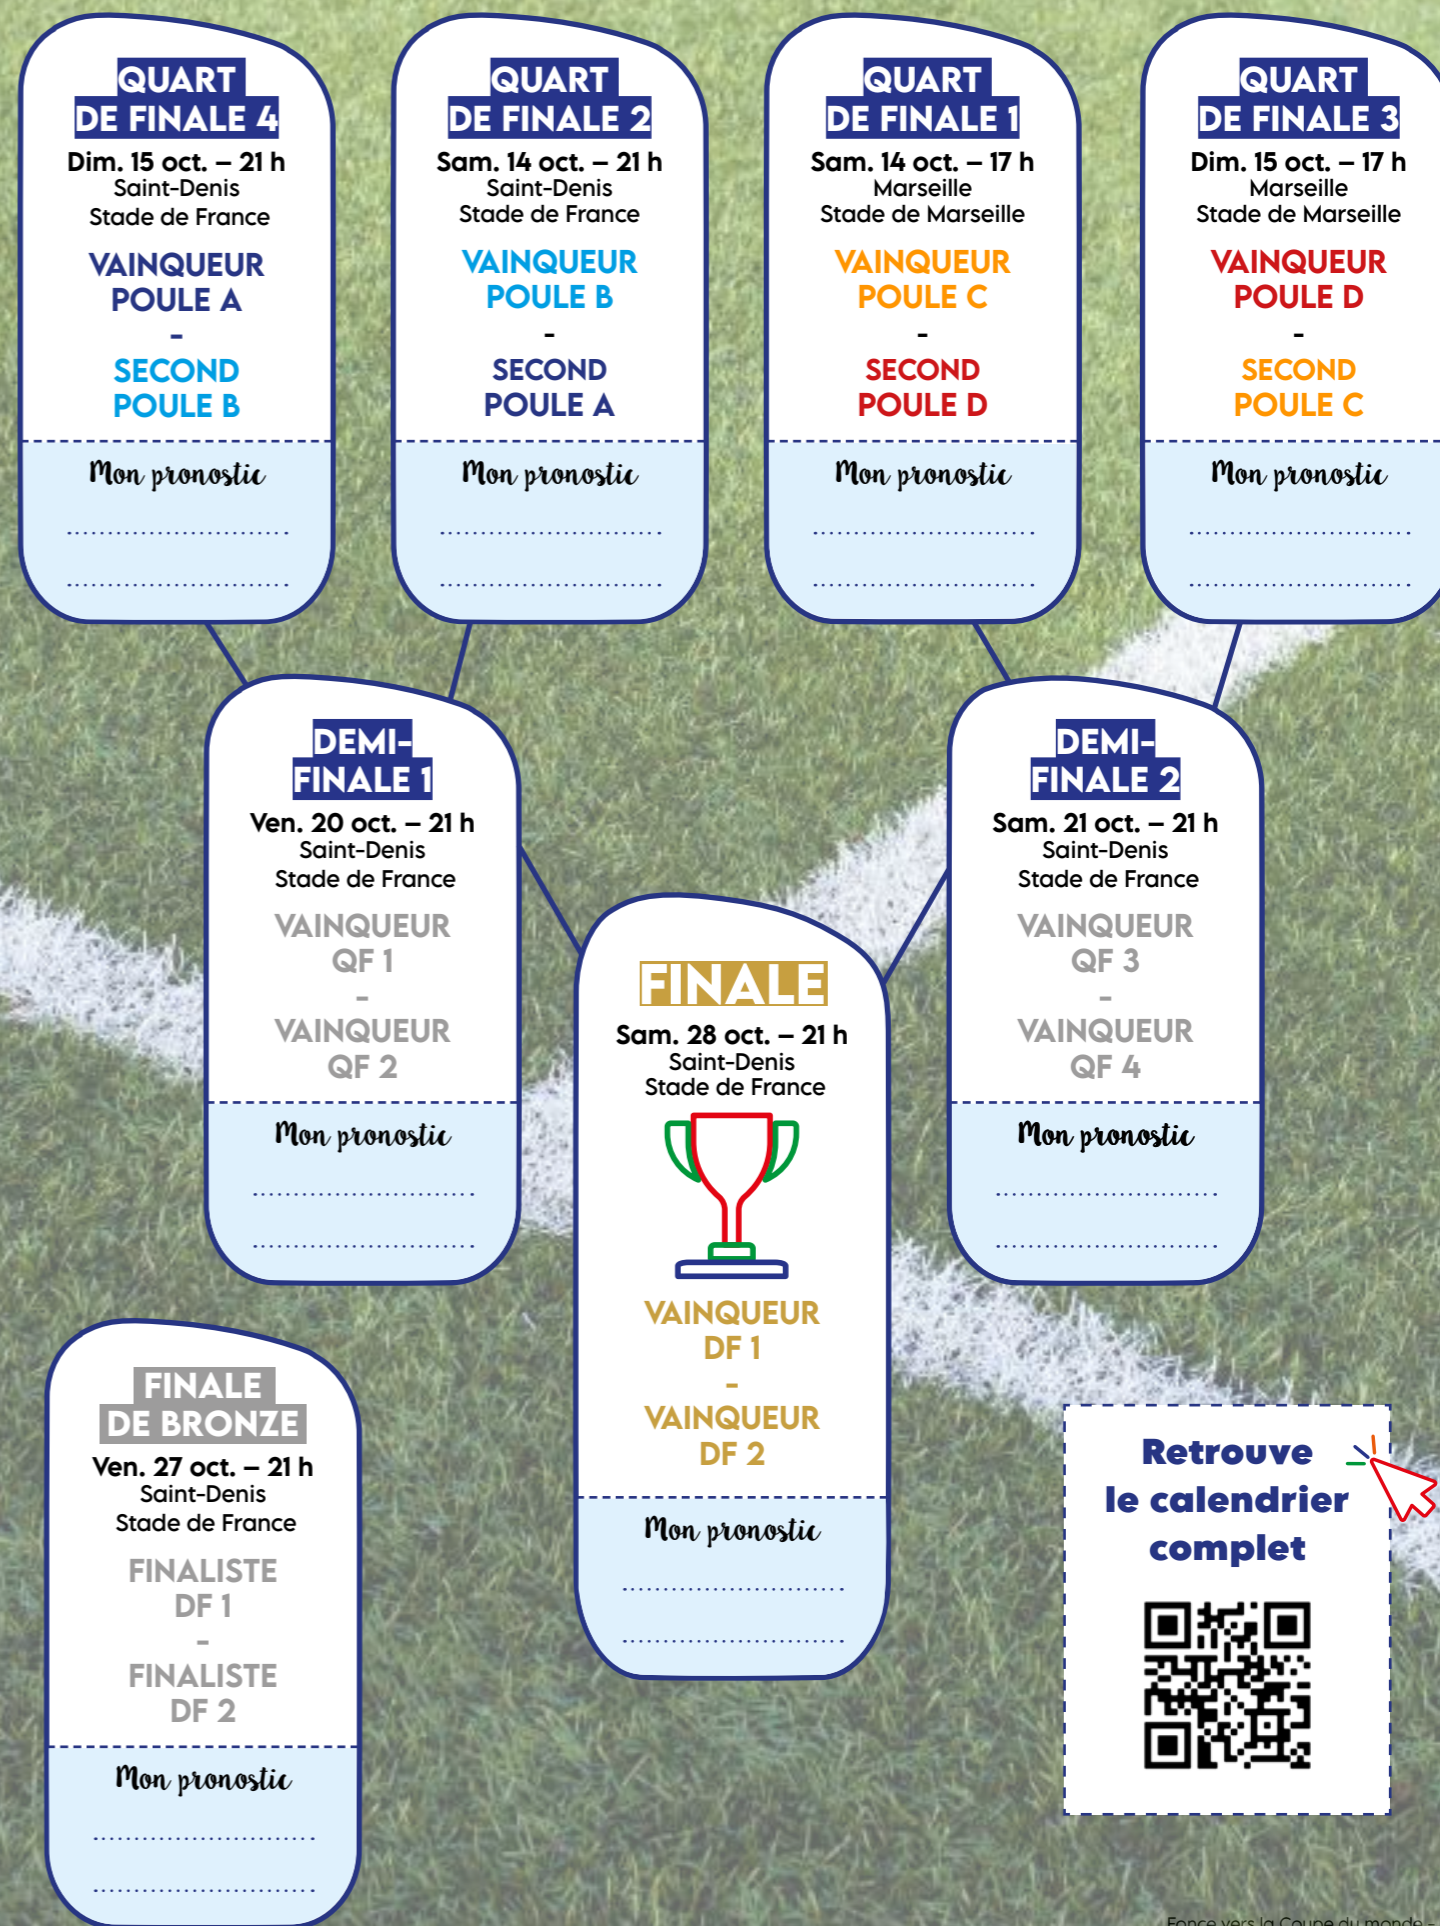 QUART
DE FINALE 4
Dim. 15 oct. – 21 h
Saint-Denis
Stade de France
VAINQUEUR
POULE A
-
SECOND
POULE B
Mon pronostic
QUART
DE FINALE 2
Sam. 14 oct. – 21 h
Saint-Denis
Stade de France
VAINQUEUR
POULE B
-
SECOND
POULE A
Mon pronostic
QUART
DE FINALE 1
Sam. 14 oct. – 17 h
Marseille
Stade de Marseille
VAINQUEUR
POULE C
-
SECOND
POULE D
Mon pronostic
QUART
DE FINALE 3
Dim. 15 oct. – 17 h
Marseille
Stade de Marseille
VAINQUEUR
POULE D
-
SECOND
POULE C
Mon pronostic
DEMI-
FINALE 1
Ven. 20 oct. – 21 h
Saint-Denis
Stade de France
VAINQUEUR
QF 1
-
VAINQUEUR
QF 2
Mon pronostic
DEMI-
FINALE 2
Sam. 21 oct. – 21 h
Saint-Denis
Stade de France
VAINQUEUR
QF 3
-
VAINQUEUR
QF 4
Mon pronostic
FINALE
Sam. 28 oct. – 21 h
Saint-Denis
Stade de France
VAINQUEUR
DF 1
-
VAINQUEUR
DF 2
Mon pronostic
FINALE
DE BRONZE
Ven. 27 oct. – 21 h
Saint-Denis
Stade de France
FINALISTE
DF 1
-
FINALISTE
DF 2
Mon pronostic
Retrouve
le calendrier
complet
Fonce vers la Coupe du monde